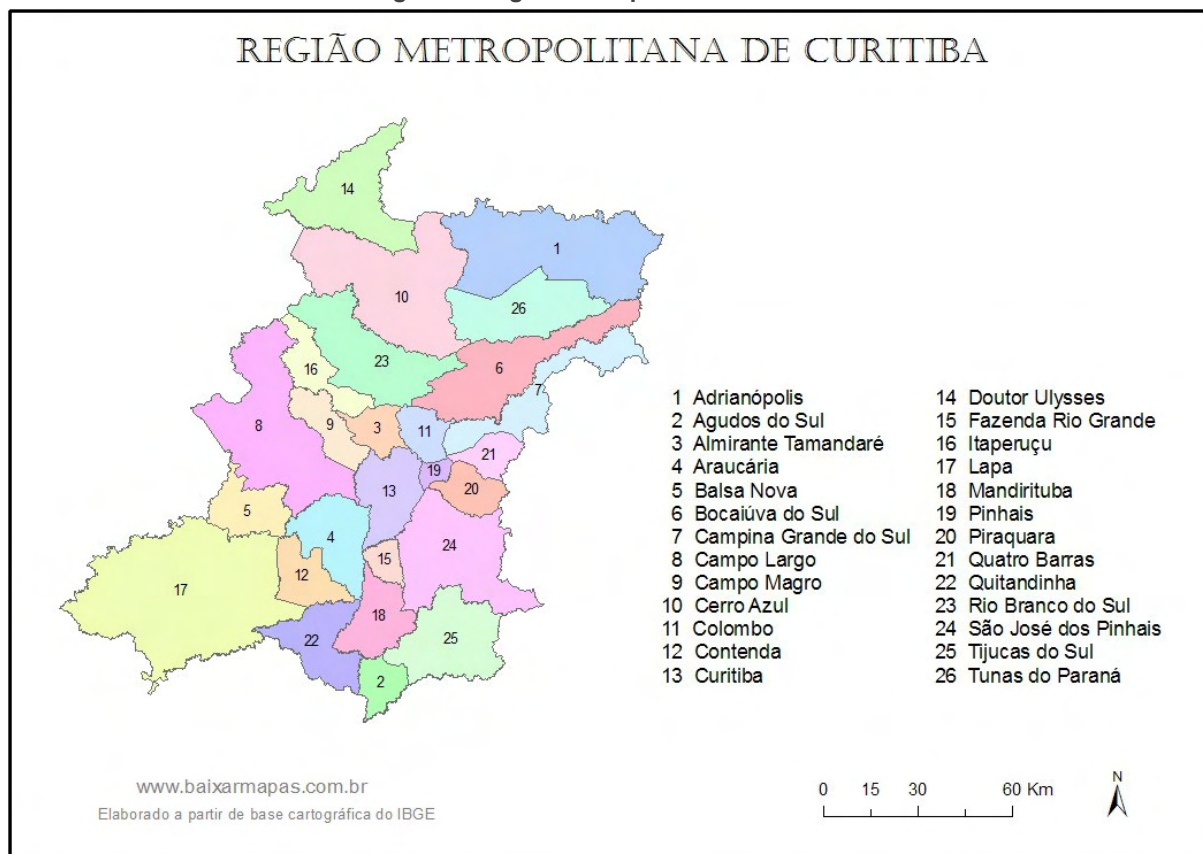 REGIÃO METROPOLITANA DE CURITIBA
14
1
10
26
23
6
16
7
8
9
3
11
21
19
13
20
5
4
24
15
12
17
18
22
25
2
1 Adrianópolis
2 Agudos do Sul
3 Almirante Tamandaré
4 Araucária
5 Balsa Nova
6 Bocaiúva do Sul
7 Campina Grande do Sul
8 Campo Largo
9 Campo Magro
10 Cerro Azul
11 Colombo
12 Contenda
13 Curitiba
14 Doutor Ulysses
15 Fazenda Rio Grande
16 Itaperuçu
17 Lapa
18 Mandirituba
19 Pinhais
20 Piraquara
21 Quatro Barras
22 Quitandinha
23 Rio Branco do Sul
24 São José dos Pinhais
25 Tijucas do Sul
26 Tunas do Paraná
www.baixarmapas.com.br
Elaborado a partir de base cartográfica do IBGE
0 15 30 60 Km
N